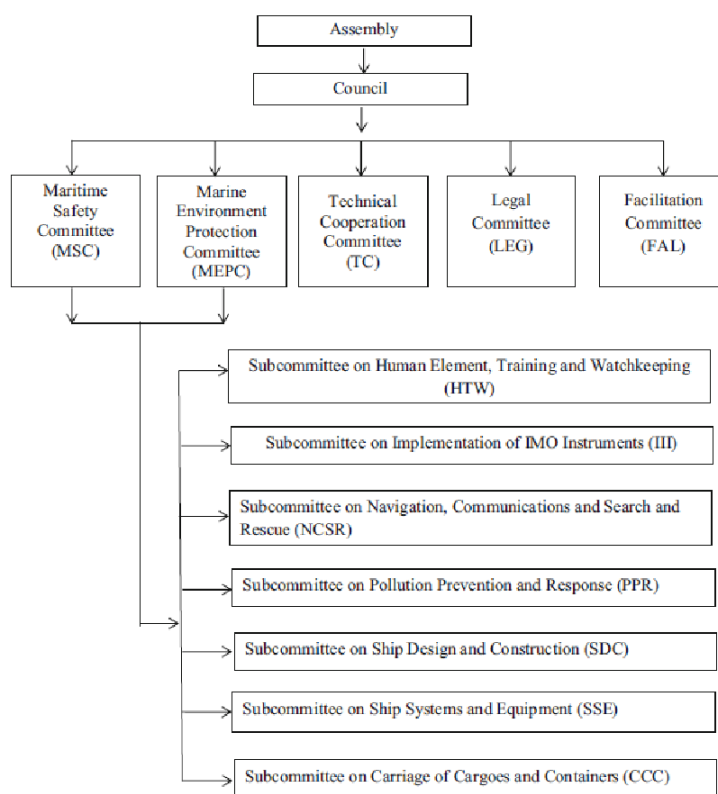 Assembly
Council
Maritime
Safety
Committee
(MSC)
Marine
Environment
Protection
Committee
(MEPC)
Technical
Cooperation
Committee
(TC)
Legal
Committee
(LEG)
Facilitation
Committee
(FAL)
Subcommittee on Human Element, Training and Watchkeeping
(HTW)
Subcommittee on Implementation of IMO Instruments (III)
Subcommittee on Navigation, Communications and Search and
Rescue (NCSR)
Subcommittee on Pollution Prevention and Response (PPR)
Subcommittee on Ship Design and Construction (SDC)
Subcommittee on Ship Systems and Equipment (SSE)
Subcommittee on Carriage of Cargoes and Containers (CCC)